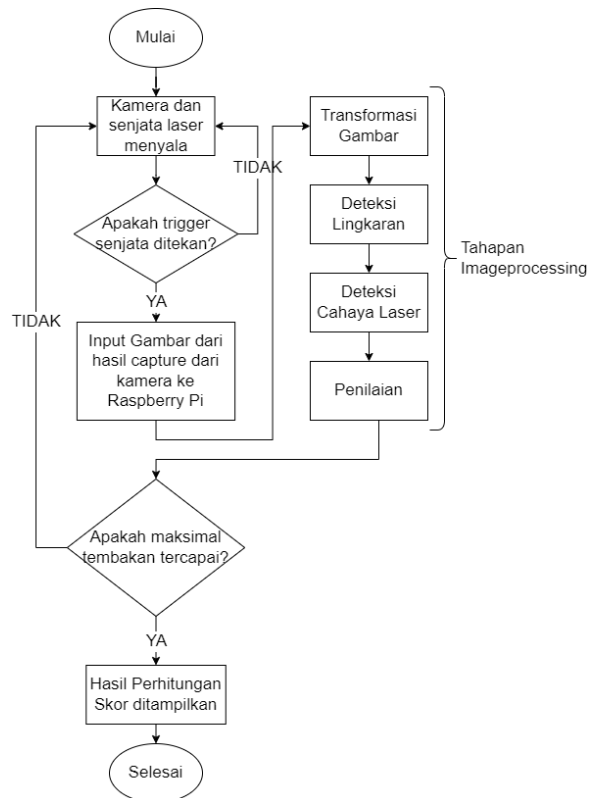 Mulai
Kamera dan
senjata laser
menyala
TIDAK
Apakah trigger
senjata ditekan?
YA
Input Gambar dari
hasil capture dari
kamera ke
Raspberry Pi
Transformasi
Gambar
Deteksi
Lingkaran
Deteksi
Cahaya Laser
Penilaian
Tahapan
Imageprocessing
TIDAK
Apakah maksimal
tembakan tercapai?
YA
Hasil Perhitungan
Skor ditampilkan
Selesai